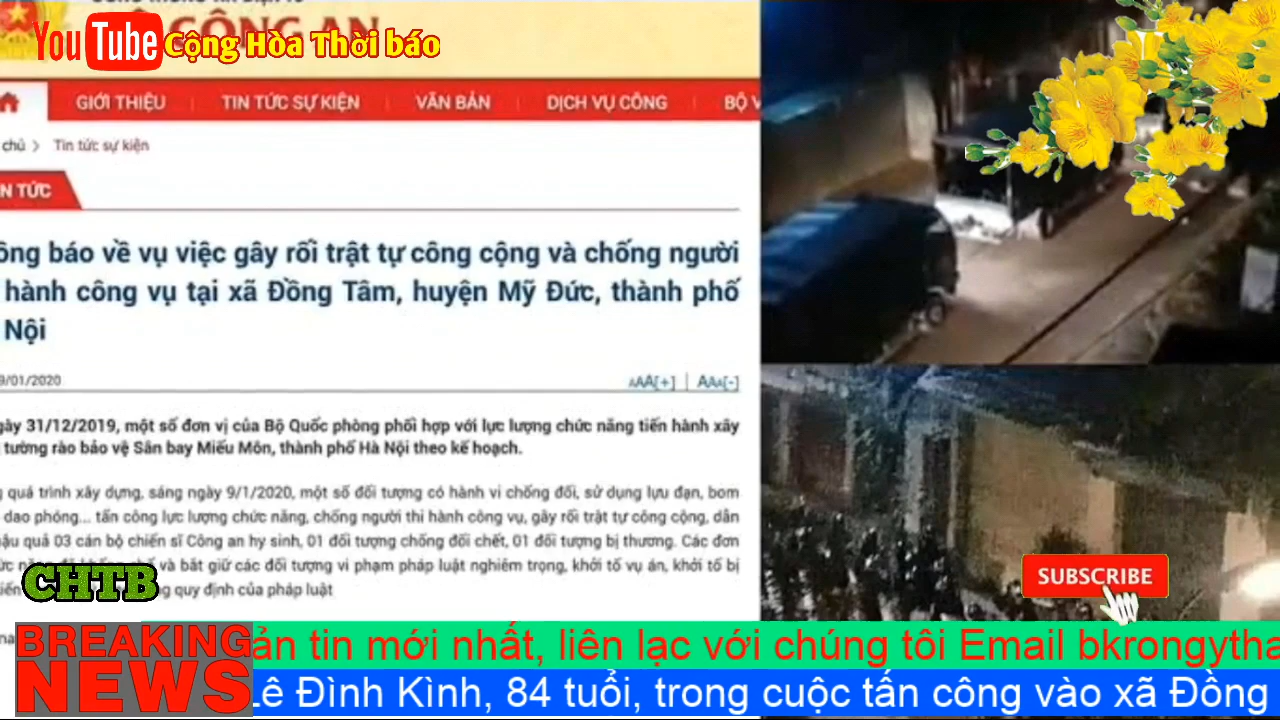 YouTube Cộng Hòa Thời báo
CÔNG AN
GIỚI THIỆU TIN TỨC SỰ KIỆN VĂN BẢN DỊCH VỤ CÔNG BỘ V
chủ > Tin tức sự kiện
N TỨC
ông báo về vụ việc gây rối trật tự công cộng và chống người
hành công vụ tại xã Đồng Tâm, huyện Mỹ Đức, thành phố
Nội
9/01/2020 AAA[+] | AAA[-]
gày 31/12/2019, một số đơn vị của Bộ Quốc phòng phối hợp với lực lượng chức năng tiến hành xây
tường rào bảo vệ Sân bay Miếu Môn, thành phố Hà Nội theo kế hoạch.
g quá trình xây dựng, sáng ngày 9/1/2020, một số đối tượng có hành vi chống đối, sử dụng lựu đạn, bom
dao phóng... tấn công lực lượng chức năng, chống người thi hành công vụ, gây rối trật tự công cộng, dẫn
hậu quả 03 cán bộ chiến sĩ Công an hy sinh, 01 đối tượng chống đối chết, 01 đối tượng bị thương. Các đơn
và bắt giữ các đối tượng vi phạm pháp luật nghiêm trọng, khởi tố vụ án, khởi tố bị
CHTB
g quy định của pháp luật
SUBSCRIBE
BREAKING
NEWS
ản tin mới nhất, liên lạc với chúng tôi Email bkrongytha
Lê Đình Kình, 84 tuổi, trong cuộc tấn công vào xã Đồng